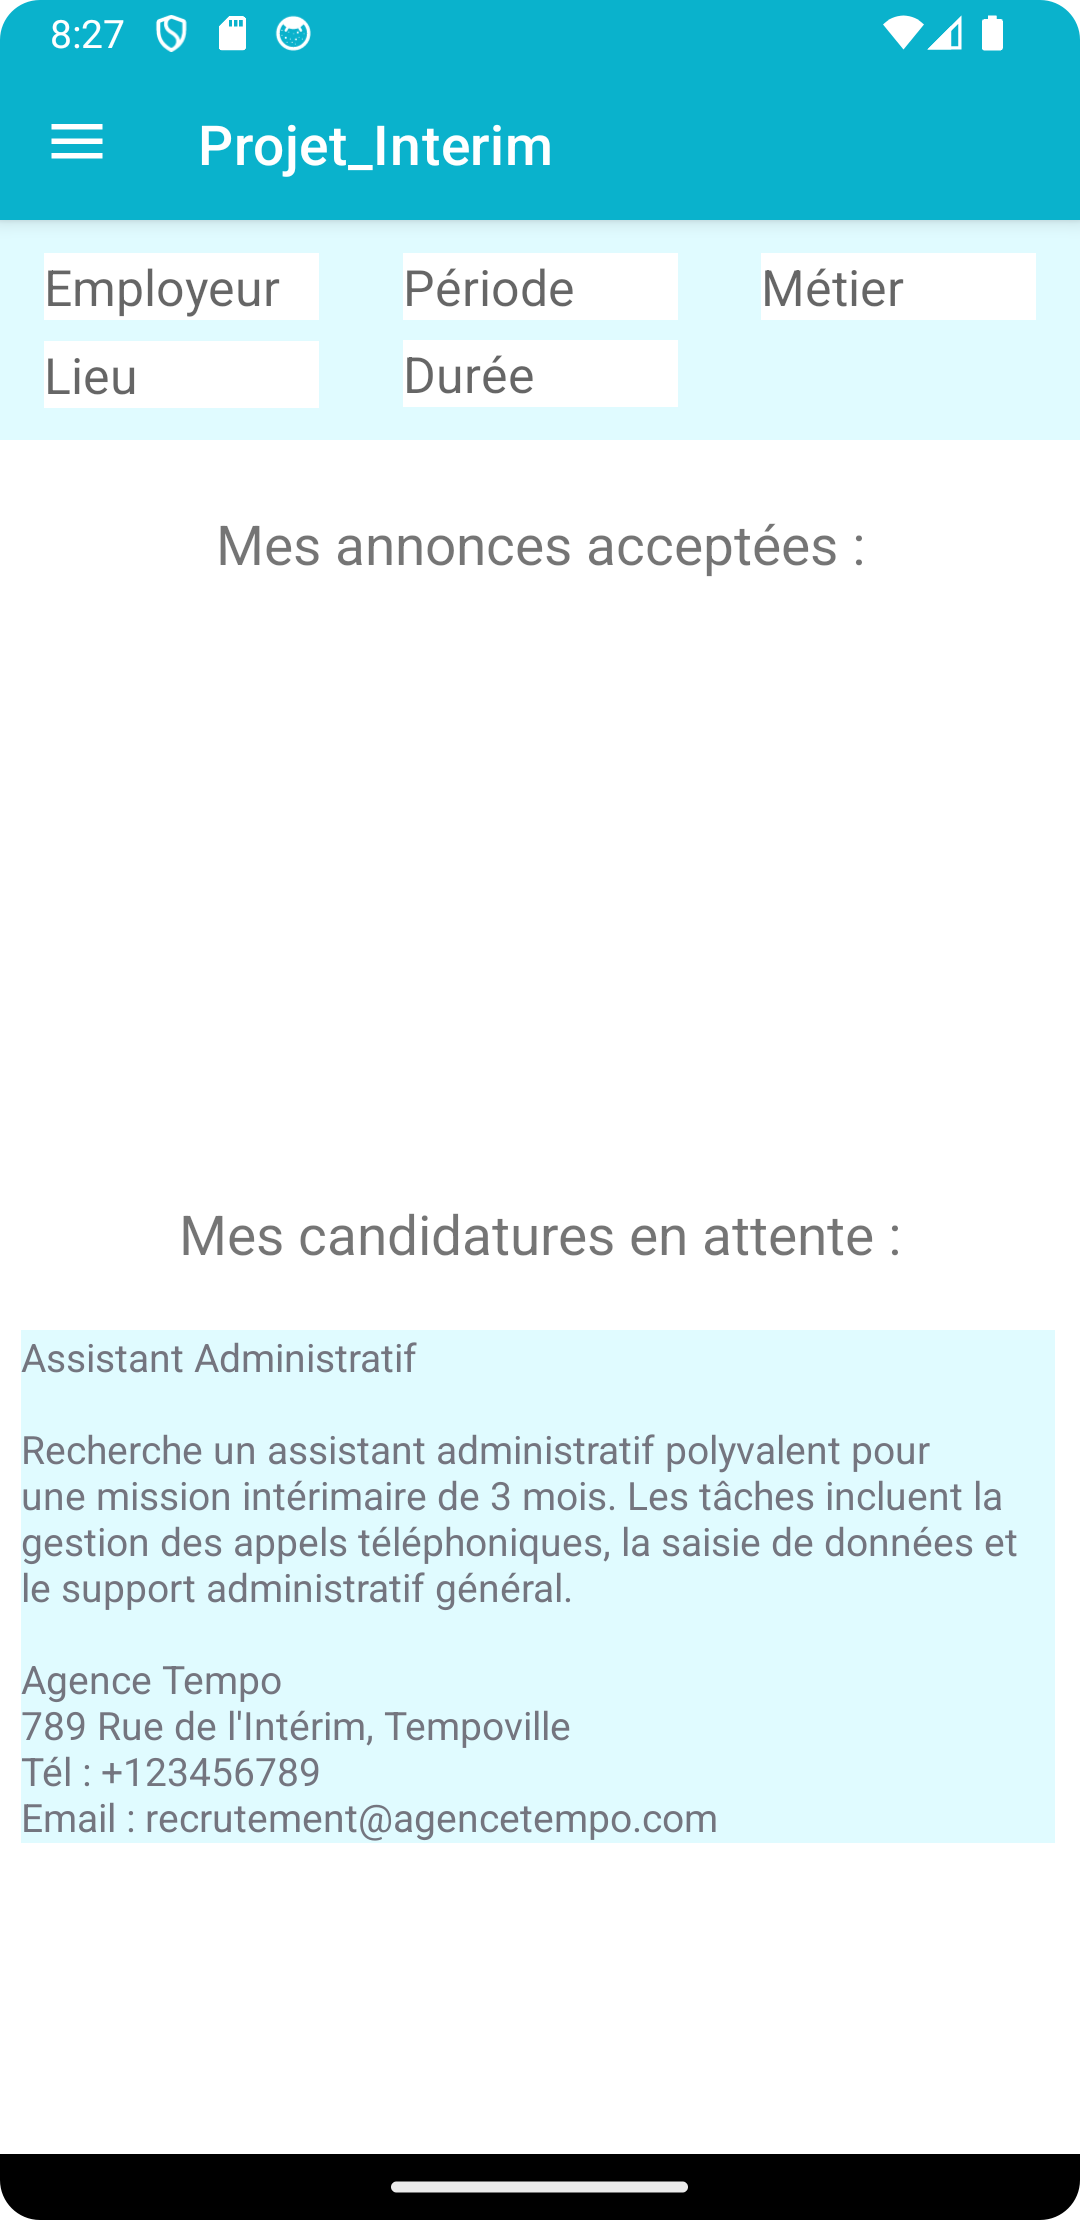 8:27
Projet_Interim
Employeur Période Métier
Lieu Durée
Mes annonces acceptées :
Mes candidatures en attente :
Assistant Administratif
Recherche un assistant administratif polyvalent pour
une mission intérimaire de 3 mois. Les tâches incluent la
gestion des appels téléphoniques, la saisie de données et
le support administratif général.
Agence Tempo
789 Rue de l'Intérim, Tempoville
Tél : +123456789
Email : recrutement@agencetempo.com